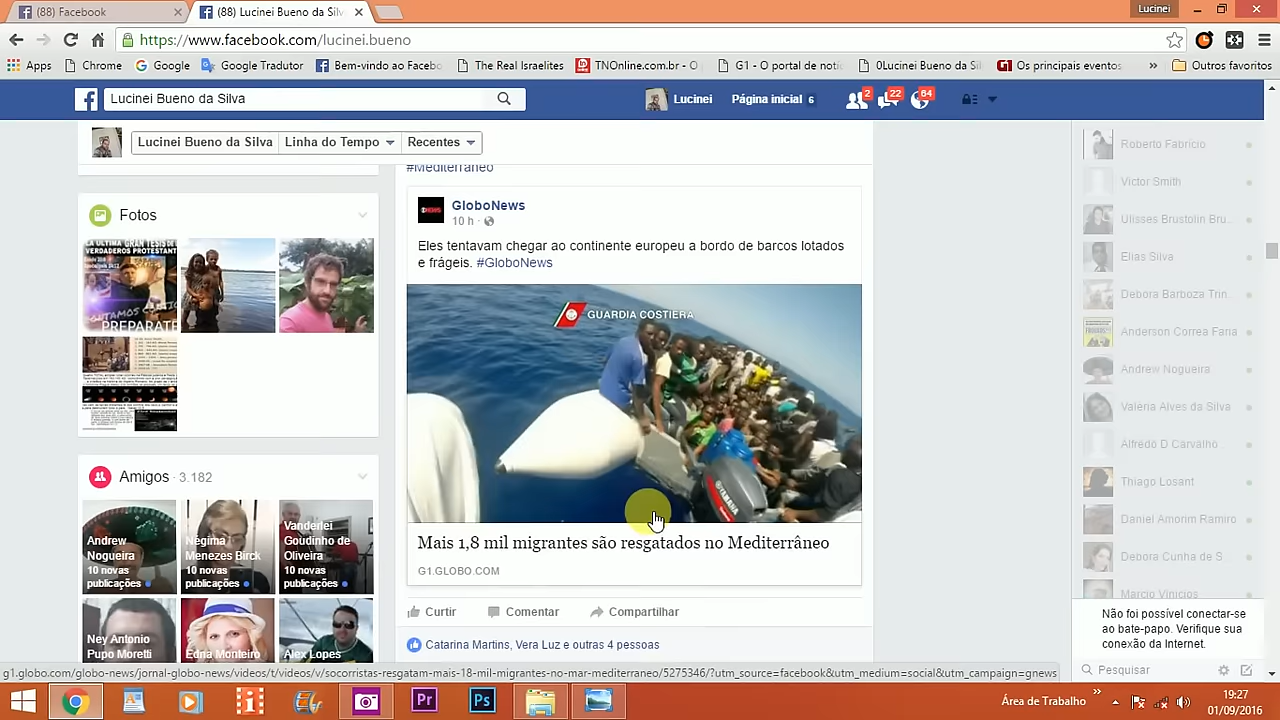 (88) Facebook
(88) Lucinei Bueno da Silv
Lucinei
https://www.facebook.com/lucinei.bueno
Apps
Chrome
Google
Google Tradutor
Bem-vindo ao Facebo
The Real Israelites
TNOnline.com.br - O
G1 - O portal de noti
0Lucinei Bueno da Sil
G1 Os principais eventos
»
Outros favoritos
Lucinei Bueno da Silva
Lucinei
Página inicial 6
2
22
64
Lucinei Bueno da Silva
Linha do Tempo
Recentes
#Mediterrâneo
Fotos
PREPARATE
GloboNews
10 h ·
Eles tentavam chegar ao continente europeu a bordo de barcos lotados
e frágeis. #GloboNews
GUARDIA COSTIERA
YAMAHA
Mais 1,8 mil migrantes são resgatados no Mediterrâneo
G1.GLOBO.COM
Curtir
Comentar
Compartilhar
Catarina Martins, Vera Luz e outras 4 pessoas
Amigos · 3.182
Andrew
Nogueira
10 novas
publicações
Negima
Menezes Birck
10 novas
publicações
Vanderlei
Goudinho de
Oliveira
10 novas
publicações
Ney Antonio
Pupo Moretti
Edna Monteiro
Alex Lopes
Roberto Fabrício
Victor Smith
Ulisses Brustolin Bru...
Elias Silva
Debora Barboza Trin...
Anderson Correa Faria
Andrew Nogueira
Valeria Alves da Silva
Alfredo D Carvalho
Thiago Losant
Daniel Amorim Ramiro
Debora Cunha de S...
Marcio Vinicios
Não foi possível conectar-se
ao bate-papo. Verifique sua
conexão da Internet.
Pesquisar
g1.globo.com/globo-news/jornal-globo-news/videos/t/videos/v/socorristas-resgatam-mais-18-mil-migrantes-no-mar-mediterraneo/5275346/?utm_source=facebook&utm_medium=social&utm_campaign=gnews
Pr
Ps
Área de Trabalho
»
19:27
01/09/2016